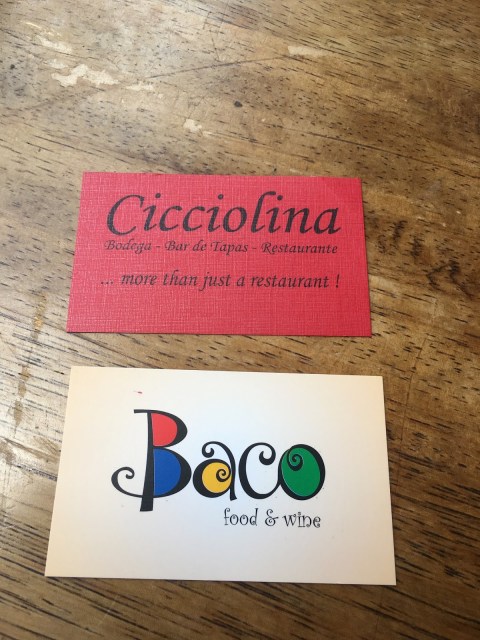 Cicciolina
Bodega - Bar de Tapas - Restaurante
... more than just a restaurant !
Baco
food & wine